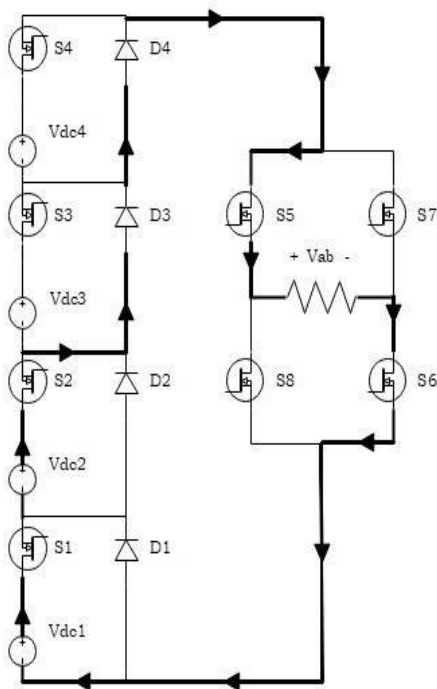 S4 D4
Vdc4
S3 D3
S5 S7
+ Vab -
Vdc3
S2 D2
S8 S6
Vdc2
S1 D1
Vdc1